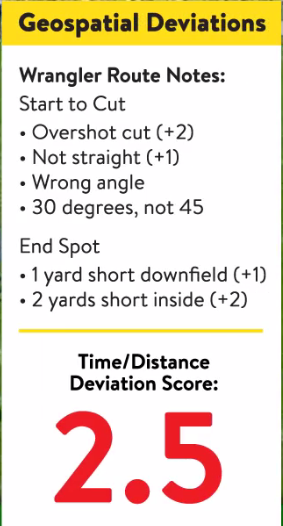 Geospatial Deviations
Wrangler Route Notes:
Start to Cut
• Overshot cut (+2)
• Not straight (+1)
• Wrong angle
• 30 degrees, not 45
End Spot
• 1 yard short downfield (+1)
• 2 yards short inside (+2)
Time/Distance
Deviation Score:
2.5